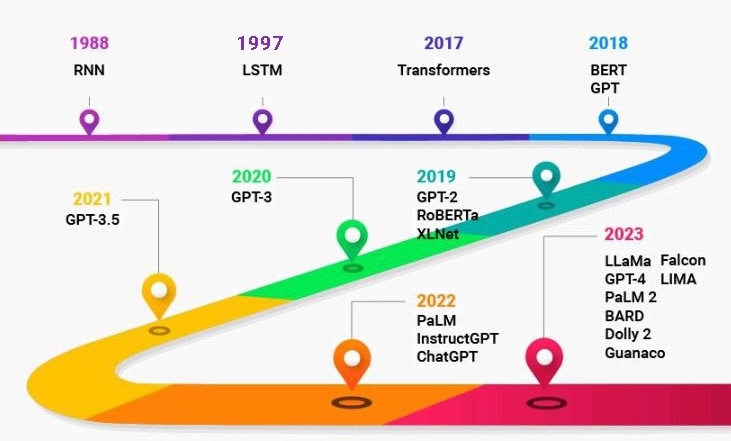 1988
RNN
1997
LSTM
2017
Transformers
2018
BERT
GPT
2019
GPT-2
RoBERTa
XLNet
2020
GPT-3
2021
GPT-3.5
2022
PaLM
InstructGPT
ChatGPT
2023
LLaMa Falcon
GPT-4 LIMA
PaLM 2
BARD
Dolly 2
Guanaco